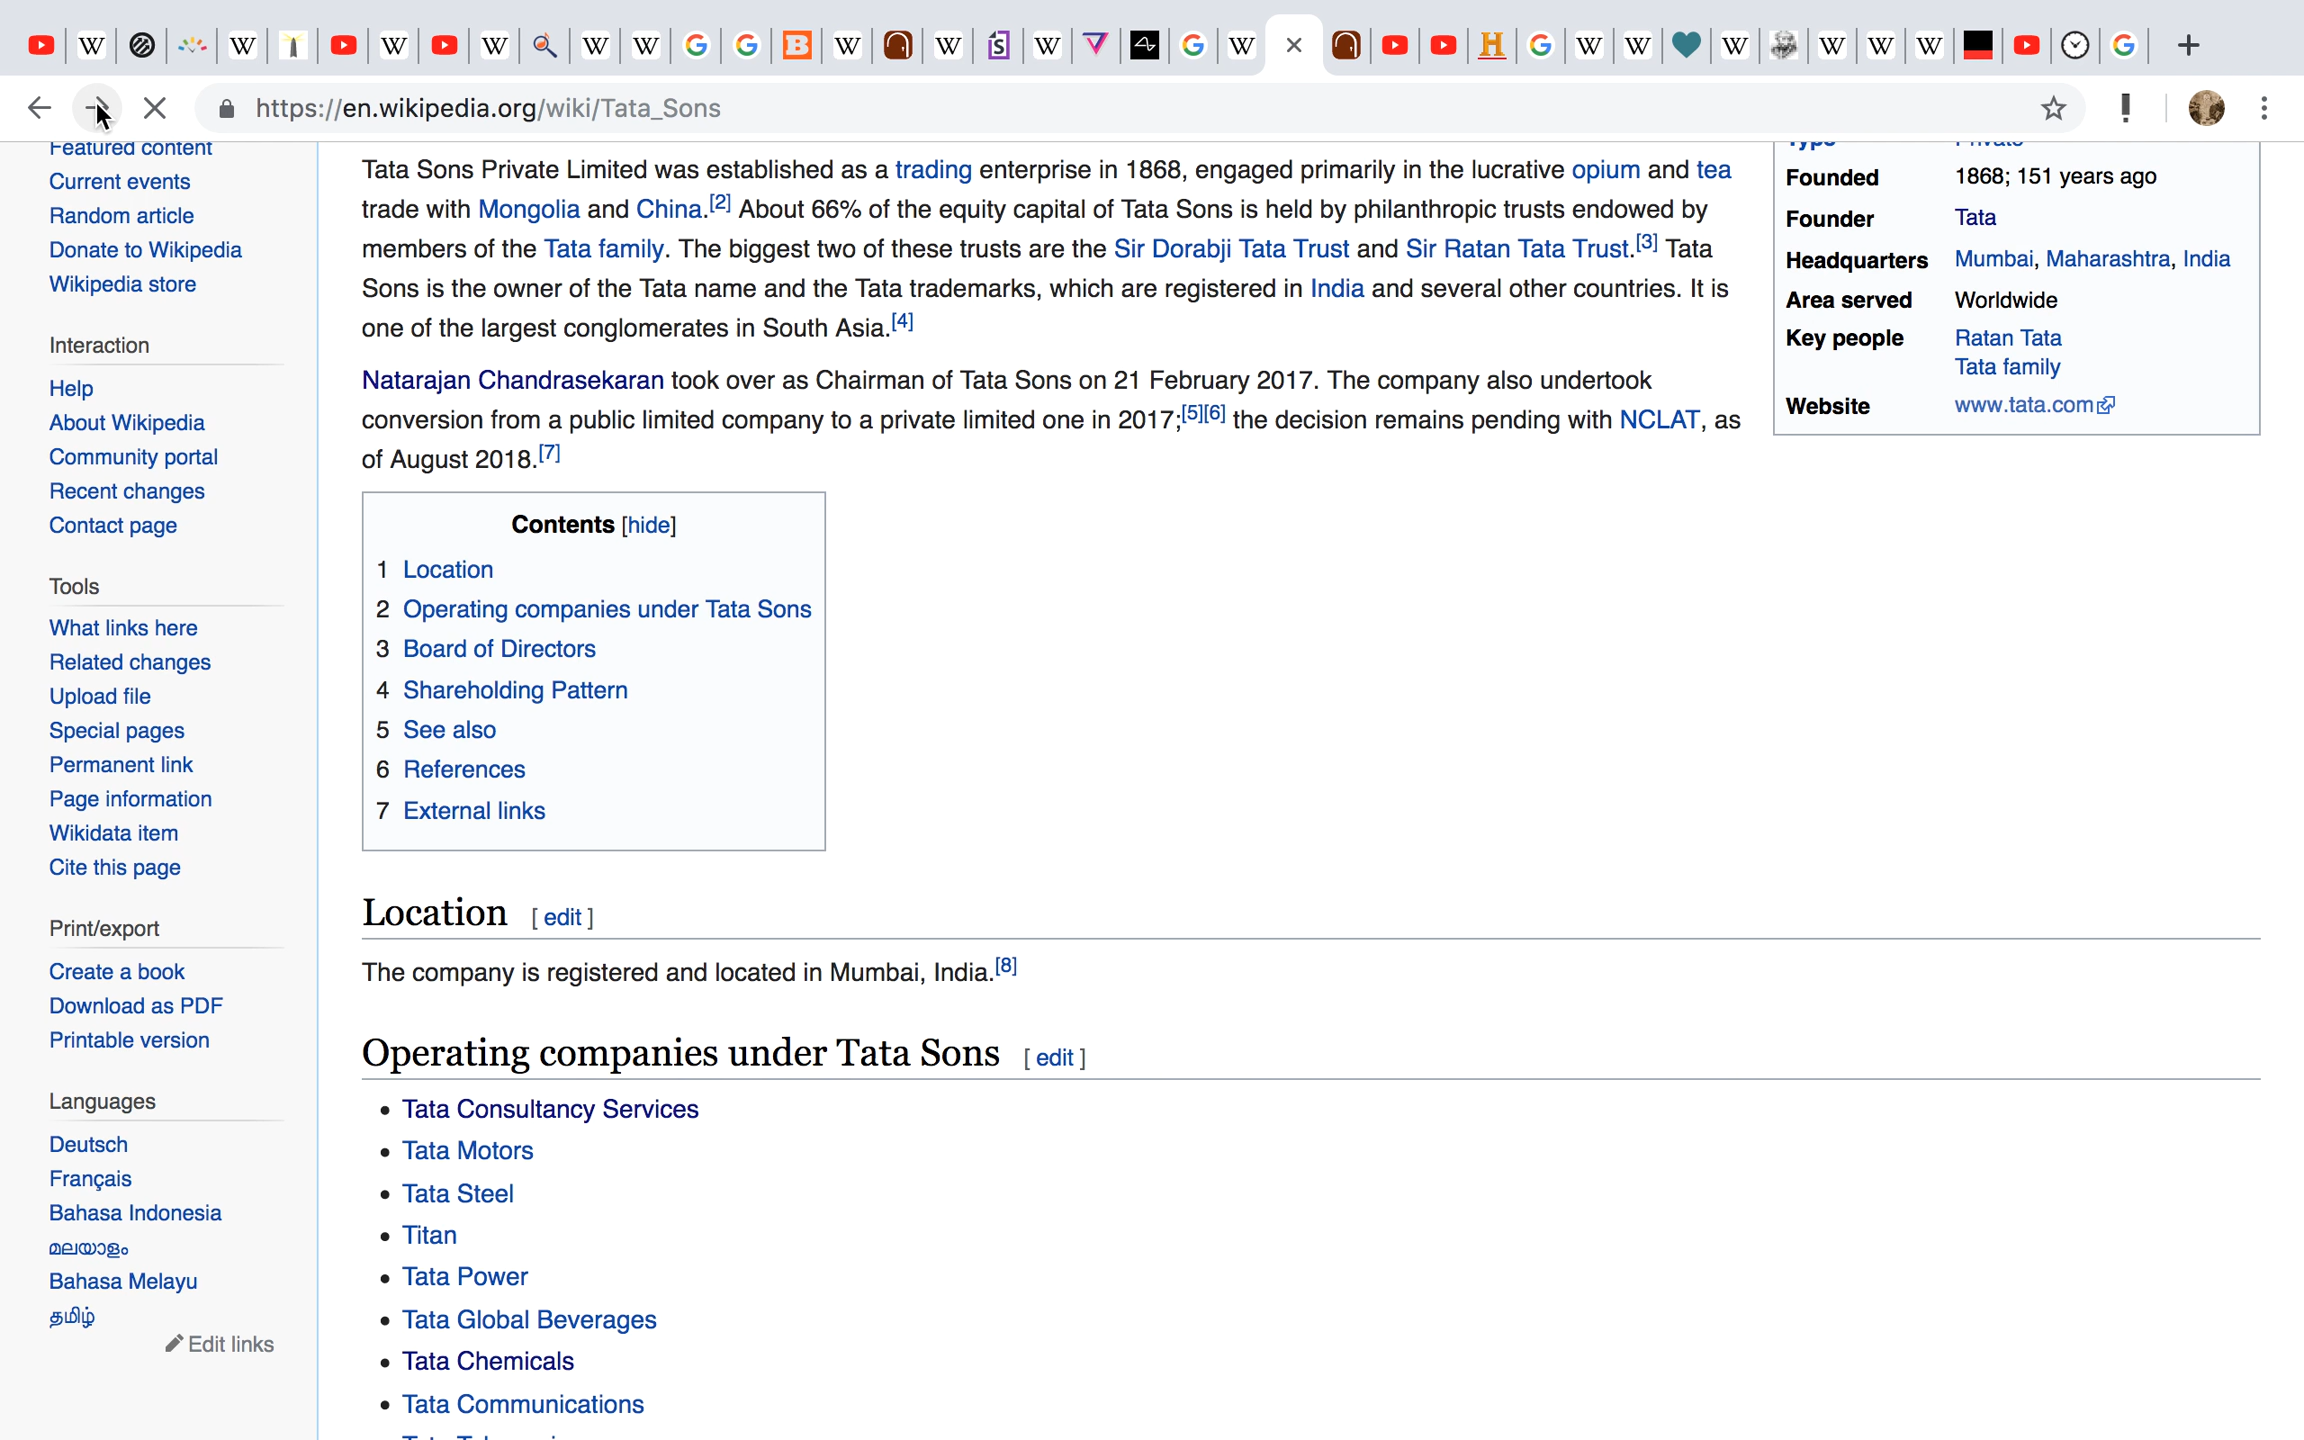 https://en.wikipedia.org/wiki/Tata_Sons
Featured content
Current events
Random article
Donate to Wikipedia
Wikipedia store
Interaction
Help
About Wikipedia
Community portal
Recent changes
Contact page
Tools
What links here
Related changes
Upload file
Special pages
Permanent link
Page information
Wikidata item
Cite this page
Print/export
Create a book
Download as PDF
Printable version
Languages
Deutsch
Français
Bahasa Indonesia
മലയാളം
Bahasa Melayu
தமிழ்
Edit links
Tata Sons Private Limited was established as a trading enterprise in 1868, engaged primarily in the lucrative opium and tea
trade with Mongolia and China.[2] About 66% of the equity capital of Tata Sons is held by philanthropic trusts endowed by
members of the Tata family. The biggest two of these trusts are the Sir Dorabji Tata Trust and Sir Ratan Tata Trust.[3] Tata
Sons is the owner of the Tata name and the Tata trademarks, which are registered in India and several other countries. It is
one of the largest conglomerates in South Asia.[4]
Natarajan Chandrasekaran took over as Chairman of Tata Sons on 21 February 2017. The company also undertook
conversion from a public limited company to a private limited one in 2017;[5][6] the decision remains pending with NCLAT, as
of August 2018.[7]
Contents [hide]
1 Location
2 Operating companies under Tata Sons
3 Board of Directors
4 Shareholding Pattern
5 See also
6 References
7 External links
Location [ edit ]
The company is registered and located in Mumbai, India.[8]
Operating companies under Tata Sons [ edit ]
• Tata Consultancy Services
• Tata Motors
• Tata Steel
• Titan
• Tata Power
• Tata Global Beverages
• Tata Chemicals
• Tata Communications
Type Private
Founded 1868; 151 years ago
Founder Tata
Headquarters Mumbai, Maharashtra, India
Area served Worldwide
Key people Ratan Tata
Tata family
Website www.tata.com